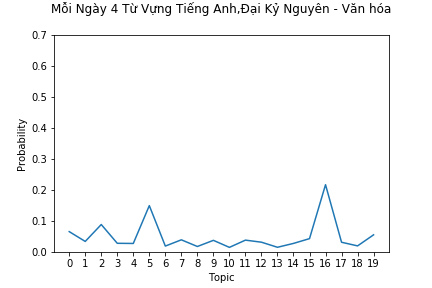 Mỗi Ngày 4 Từ Vựng Tiếng Anh,Đại Kỷ Nguyên - Văn hóa
0.7
0.6
0.5
0.4
0.3
0.2
0.1
0.0
Probability
0 1 2 3 4 5 6 7 8 9 10 11 12 13 14 15 16 17 18 19
Topic